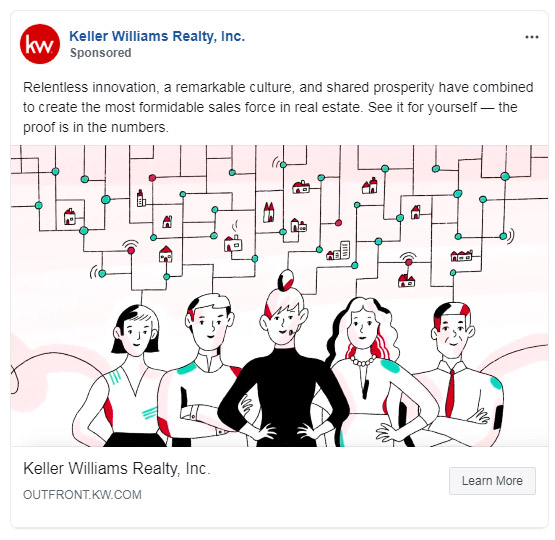 kw
Keller Williams Realty, Inc.
Sponsored
Relentless innovation, a remarkable culture, and shared prosperity have combined
to create the most formidable sales force in real estate. See it for yourself — the
proof is in the numbers.
Keller Williams Realty, Inc.
OUTFRONT.KW.COM
Learn More